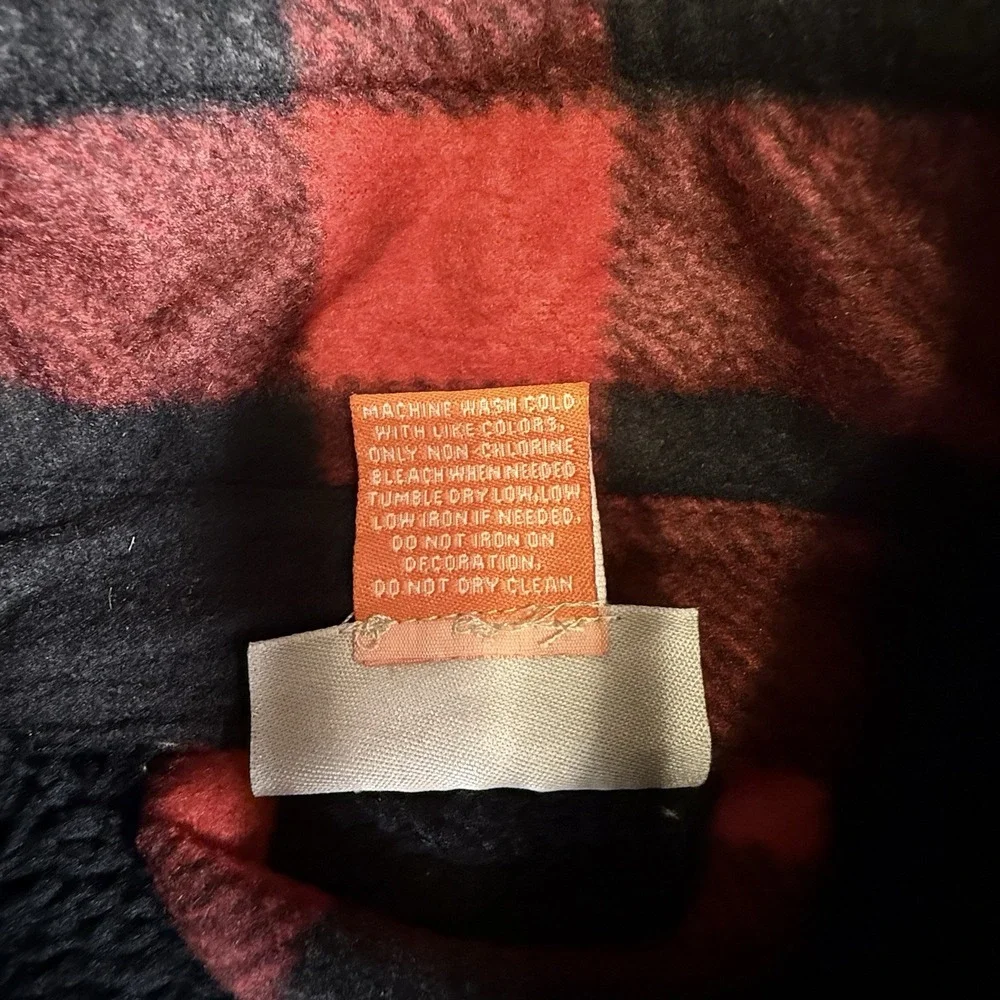 MACHINE WASH COLD
WITH LIKE COLORS,
ONLY NON-CHLORINE
BLEACH WHEN NEEDED
TUMBLE DRY LOW,LOW
LOW IRON IF NEEDED,
DO NOT IRON ON
DECORATION,
DO NOT DRY CLEAN